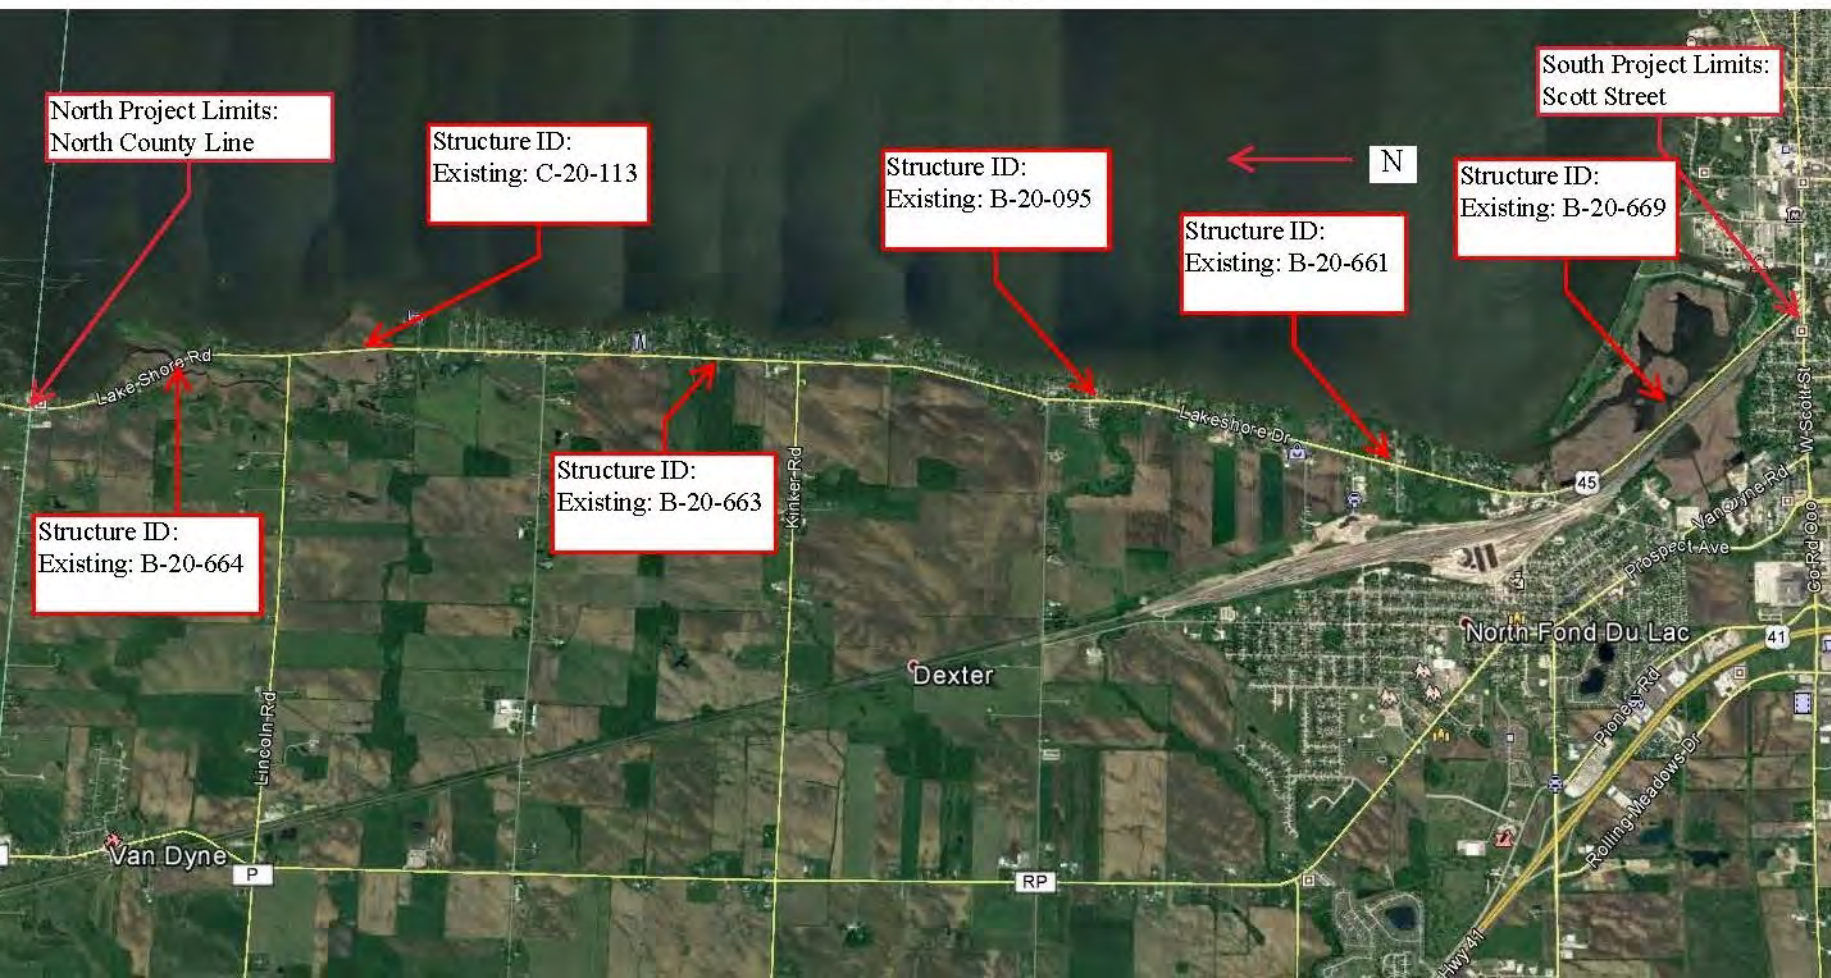 North Project Limits:
North County Line
Structure ID:
Existing: C-20-113
Structure ID:
Existing: B-20-095
N
Structure ID:
Existing: B-20-661
Structure ID:
Existing: B-20-669
South Project Limits:
Scott Street
Lake Shore Rd
Structure ID:
Existing: B-20-664
Structure ID:
Existing: B-20-663
Kinker Rd
Lakeshore Dr
45
W Scott St
Van Dyne Rd
Prospect Ave
Co Rd OOO
North Fond Du Lac
41
Dexter
Lincoln Rd
Pioneer Rd
Rolling Meadows Dr
Van Dyne
P
RP
Hwy 41